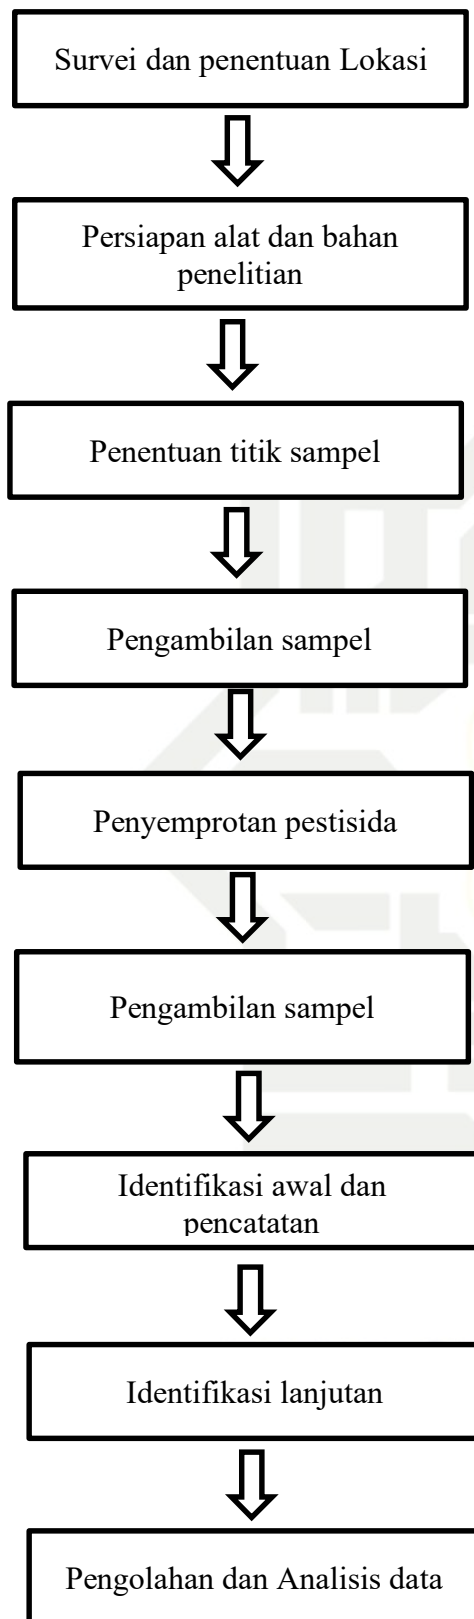 Survei dan penentuan Lokasi
Persiapan alat dan bahan
penelitian
Penentuan titik sampel
Pengambilan sampel
Penyemprotan pestisida
Pengambilan sampel
Identifikasi awal dan
pencatatan
Identifikasi lanjutan
Pengolahan dan Analisis data